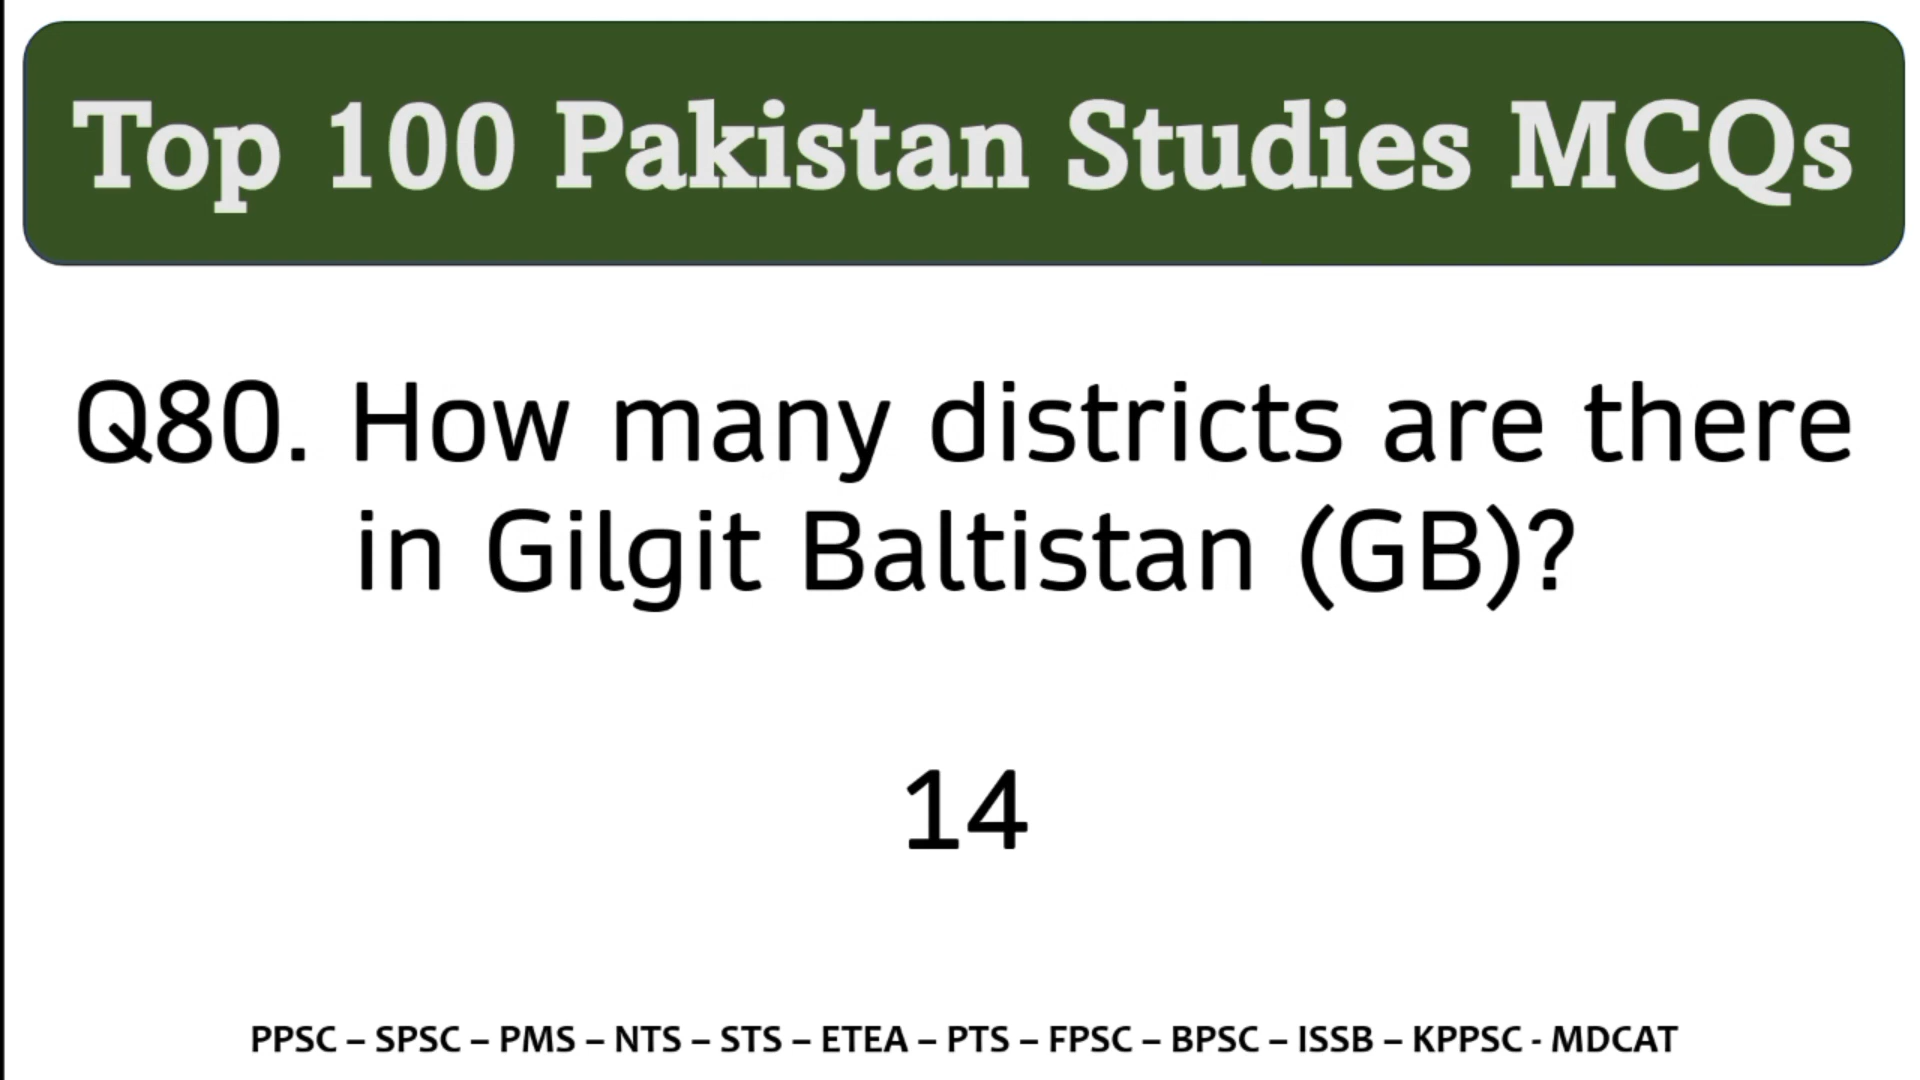 Top 100 Pakistan Studies MCQs
Q80. How many districts are there
in Gilgit Baltistan (GB)?
14
PPSC – SPSC – PMS – NTS – STS – ETEA – PTS – FPSC – BPSC – ISSB – KPPSC - MDCAT